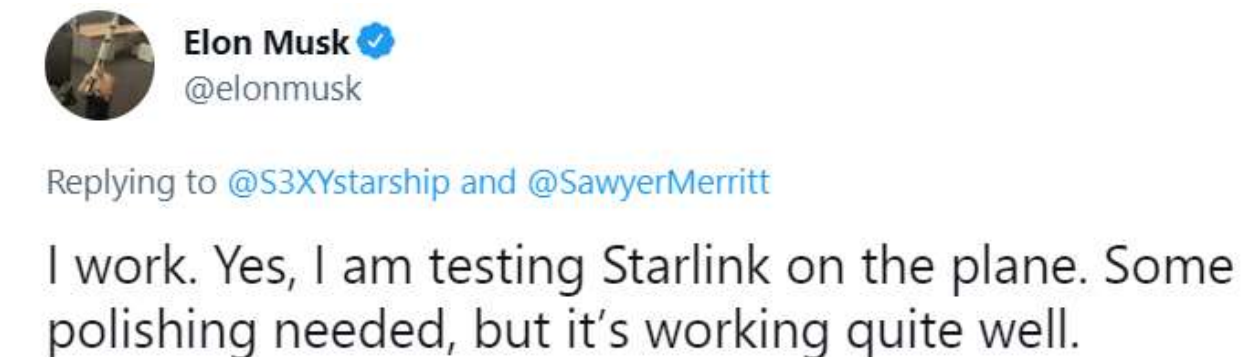 Elon Musk
@elonmusk
Replying to @S3XYstarship and @SawyerMerritt
I work. Yes, I am testing Starlink on the plane. Some
polishing needed, but it’s working quite well.